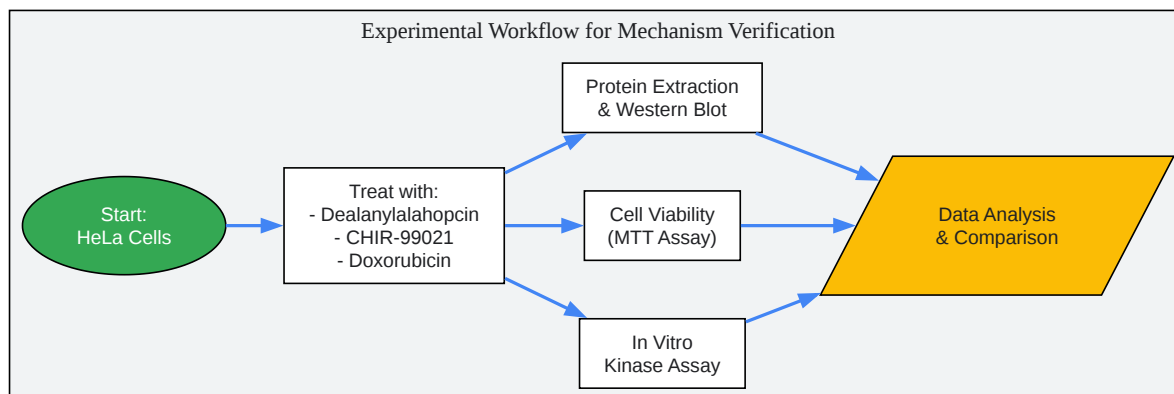 Experimental Workflow for Mechanism Verification
Protein Extraction
& Western Blot
Start:
HeLa Cells
Treat with:
- Dealanylalahopcin
- CHIR-99021
- Doxorubicin
Cell Viability
(MTT Assay)
Data Analysis
& Comparison
In Vitro
Kinase Assay